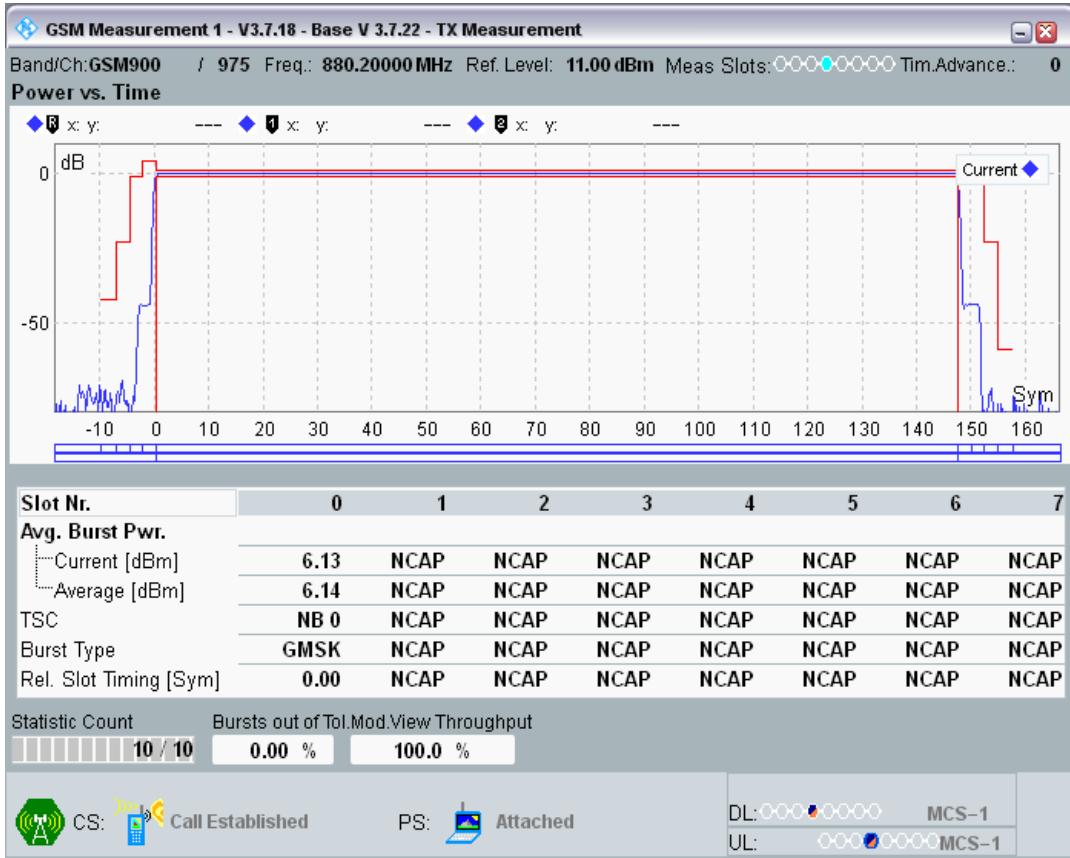 GSM Measurement 1 - V3.7.18 - Base V 3.7.22 - TX Measurement
Band/Ch:GSM900 / 975 Freq.: 880.20000 MHz Ref. Level: 11.00 dBm Meas Slots: Tim.Advance.: 0
Power vs. Time
R x: y: --- 1 x: y: --- 2 x: y: ---
dB
Current
0
-50
Sym
-10 0 10 20 30 40 50 60 70 80 90 100 110 120 130 140 150 160
Slot Nr. 0 1 2 3 4 5 6 7
Avg. Burst Pwr.
Current [dBm] 6.13 NCAP NCAP NCAP NCAP NCAP NCAP NCAP
Average [dBm] 6.14 NCAP NCAP NCAP NCAP NCAP NCAP NCAP
TSC NB 0 NCAP NCAP NCAP NCAP NCAP NCAP NCAP
Burst Type GMSK NCAP NCAP NCAP NCAP NCAP NCAP NCAP
Rel. Slot Timing [Sym] 0.00 NCAP NCAP NCAP NCAP NCAP NCAP NCAP
Statistic Count Bursts out of Tol.Mod.View Throughput
10 / 10 0.00 % 100.0 %
CS: Call Established PS: Attached
DL: MCS-1
UL: MCS-1